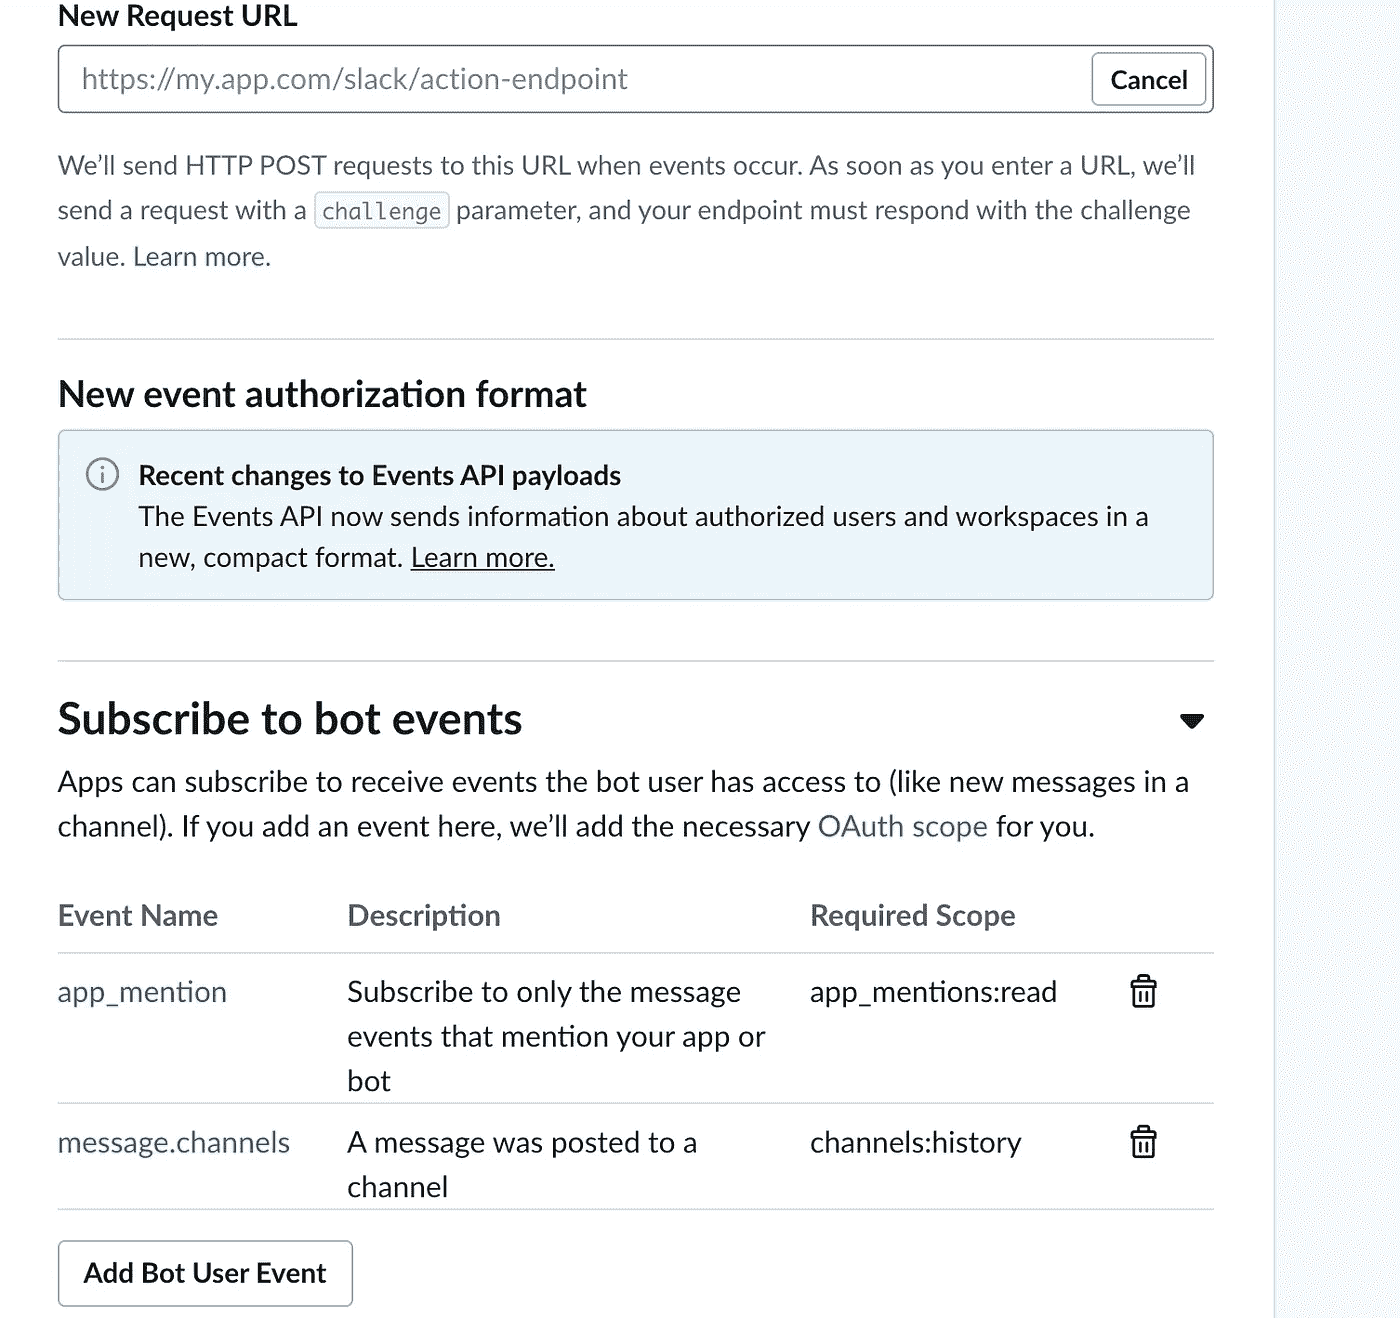 New Request URL
https://my.app.com/slack/action-endpoint Cancel
We’ll send HTTP POST requests to this URL when events occur. As soon as you enter a URL, we’ll
send a request with a challenge parameter, and your endpoint must respond with the challenge
value. Learn more.
New event authorization format
Recent changes to Events API payloads
The Events API now sends information about authorized users and workspaces in a
new, compact format. Learn more.
Subscribe to bot events
Apps can subscribe to receive events the bot user has access to (like new messages in a
channel). If you add an event here, we’ll add the necessary OAuth scope for you.
Event Name Description Required Scope
app_mention Subscribe to only the message app_mentions:read
events that mention your app or
bot
message.channels A message was posted to a channels:history
channel
Add Bot User Event